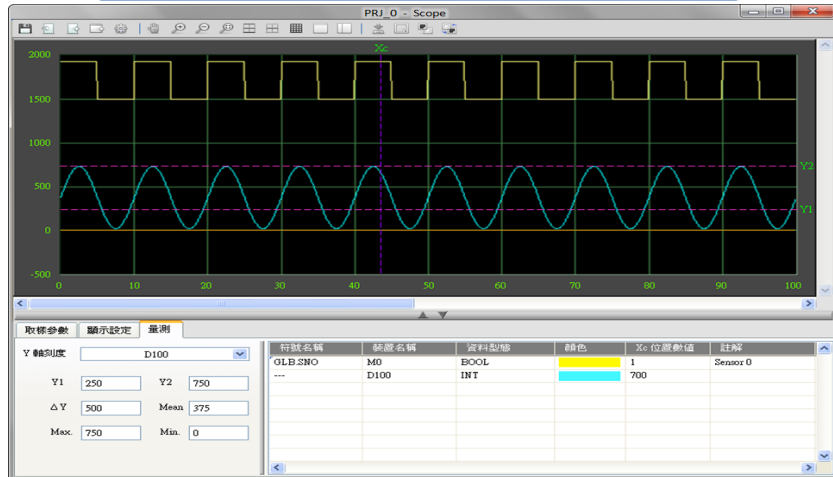 PRJ_0 - Scope
Xc
2000
1500
1000
500
0
-500
Y2
Y1
0 10 20 30 40 50 60 70 80 90 100
取樣參數 顯示設定 量測
Y 軸刻度 D100
Y1 250 Y2 750
△Y 500 Mean 375
Max. 750 Min. 0
符號名稱 裝置名稱 資料型態 顏色 Xc 位置數值 註解
GLB.SNO M0 BOOL 1 Sensor 0
--- D100 INT 700